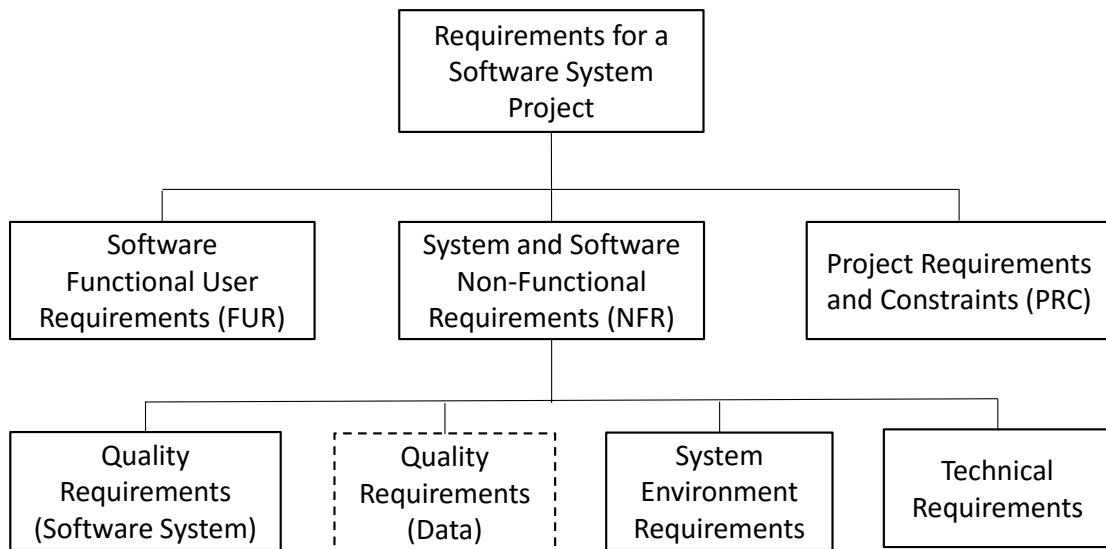 Requirements for a
Software System
Project
Software
Functional User
Requirements (FUR)
System and Software
Non-Functional
Requirements (NFR)
Project Requirements
and Constraints (PRC)
Quality
Requirements
(Software System)
Quality
Requirements
(Data)
System
Environment
Requirements
Technical
Requirements